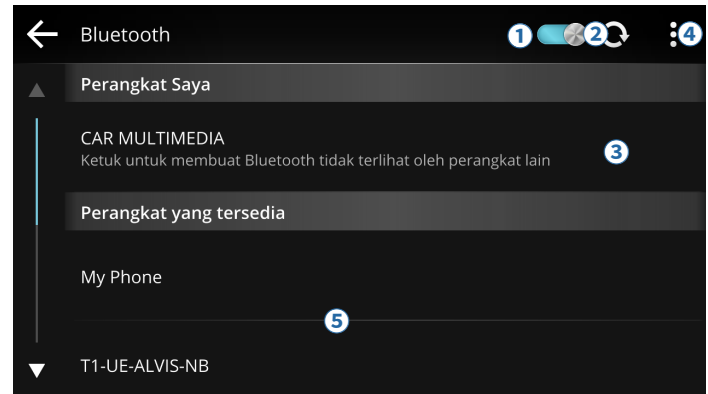 Bluetooth
1
2
4
Perangkat Saya
CAR MULTIMEDIA
Ketuk untuk membuat Bluetooth tidak terlihat oleh perangkat lain
3
Perangkat yang tersedia
My Phone
5
T1-UE-ALVIS-NB